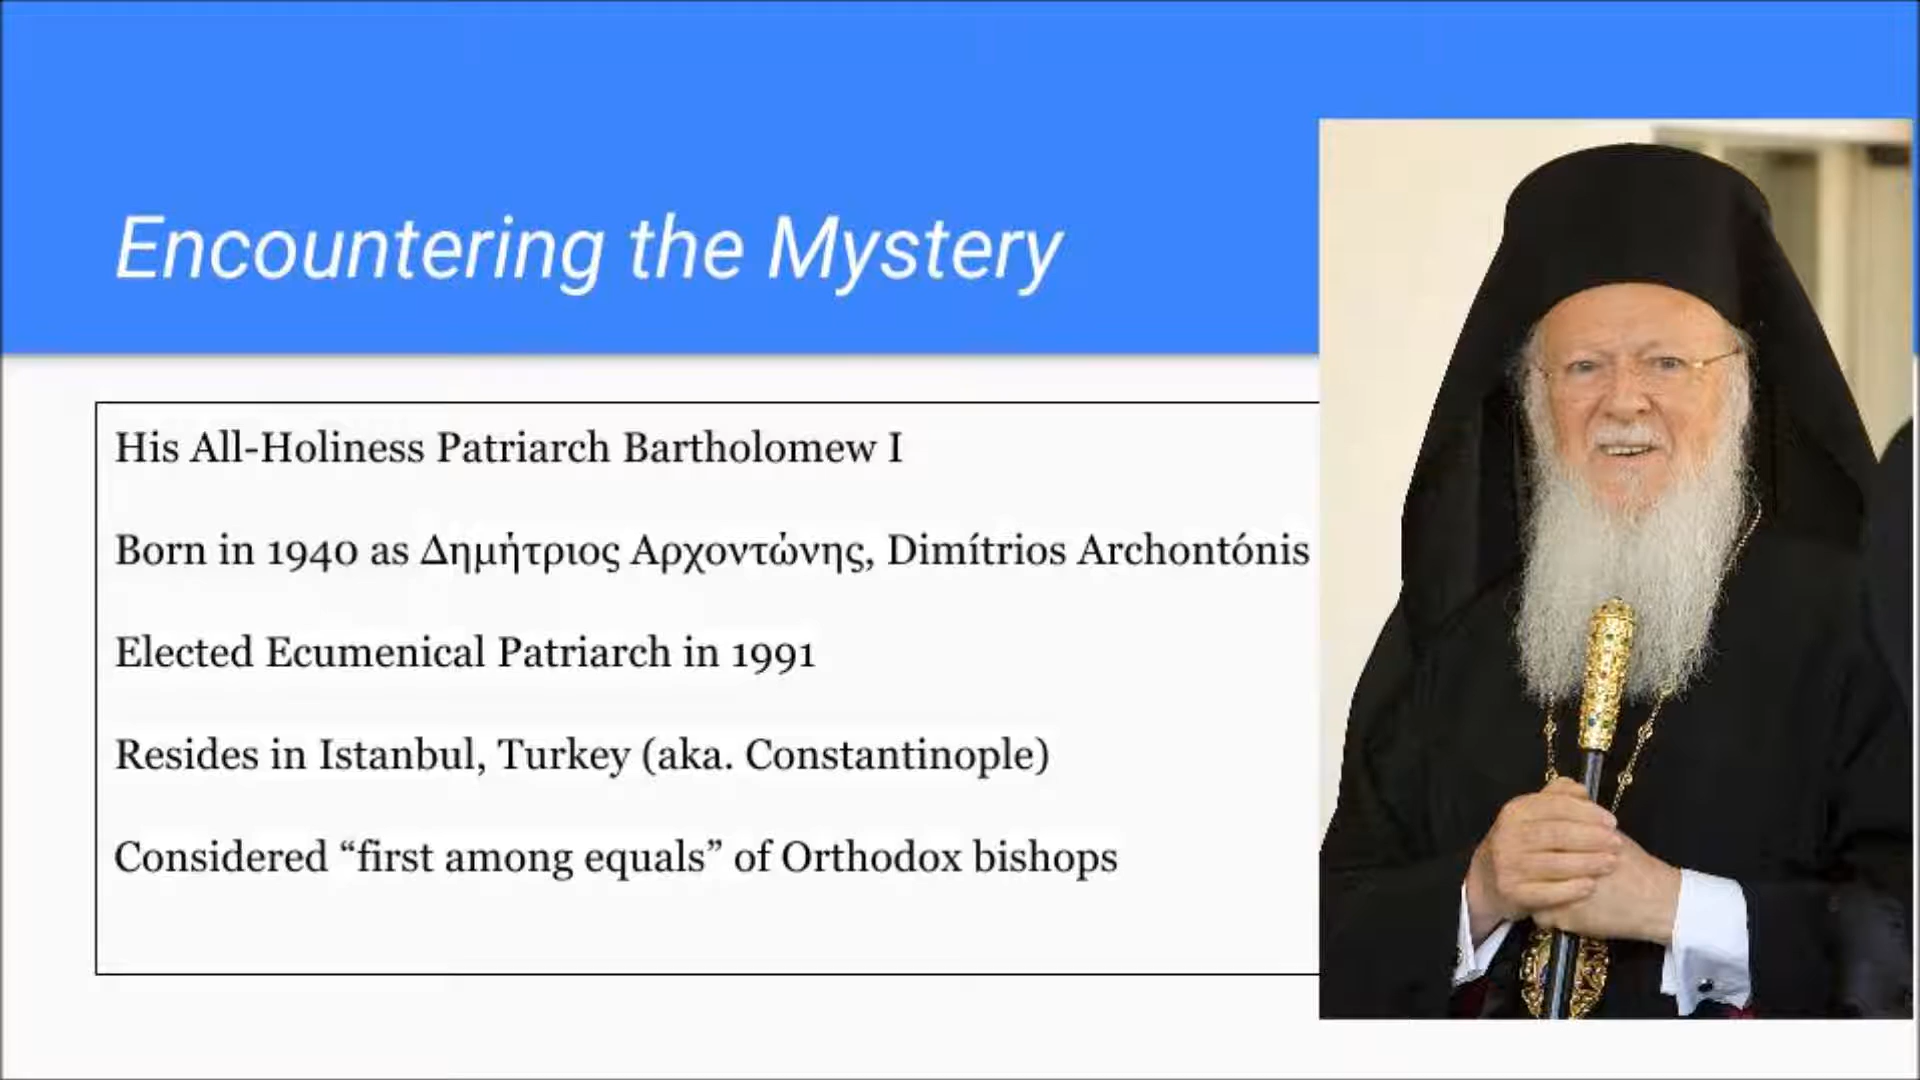 Encountering the Mystery
His All-Holiness Patriarch Bartholomew I
Born in 1940 as Δημήτριος Αρχοντώνης, Dimítrios Archontónis
Elected Ecumenical Patriarch in 1991
Resides in Istanbul, Turkey (aka. Constantinople)
Considered “first among equals” of Orthodox bishops